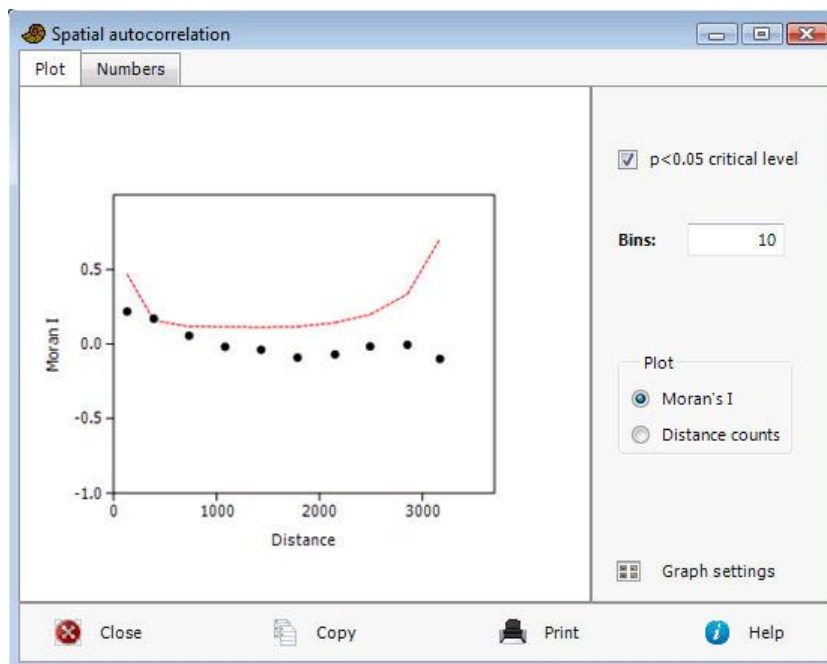 Spatial autocorrelation
Plot Numbers
p<0.05 critical level
Bins: 10
Plot
Moran's I
Distance counts
Graph settings
0.5
0.0
-0.5
-1.0
Moran I
0 1000 2000 3000
Distance
Close Copy Print Help